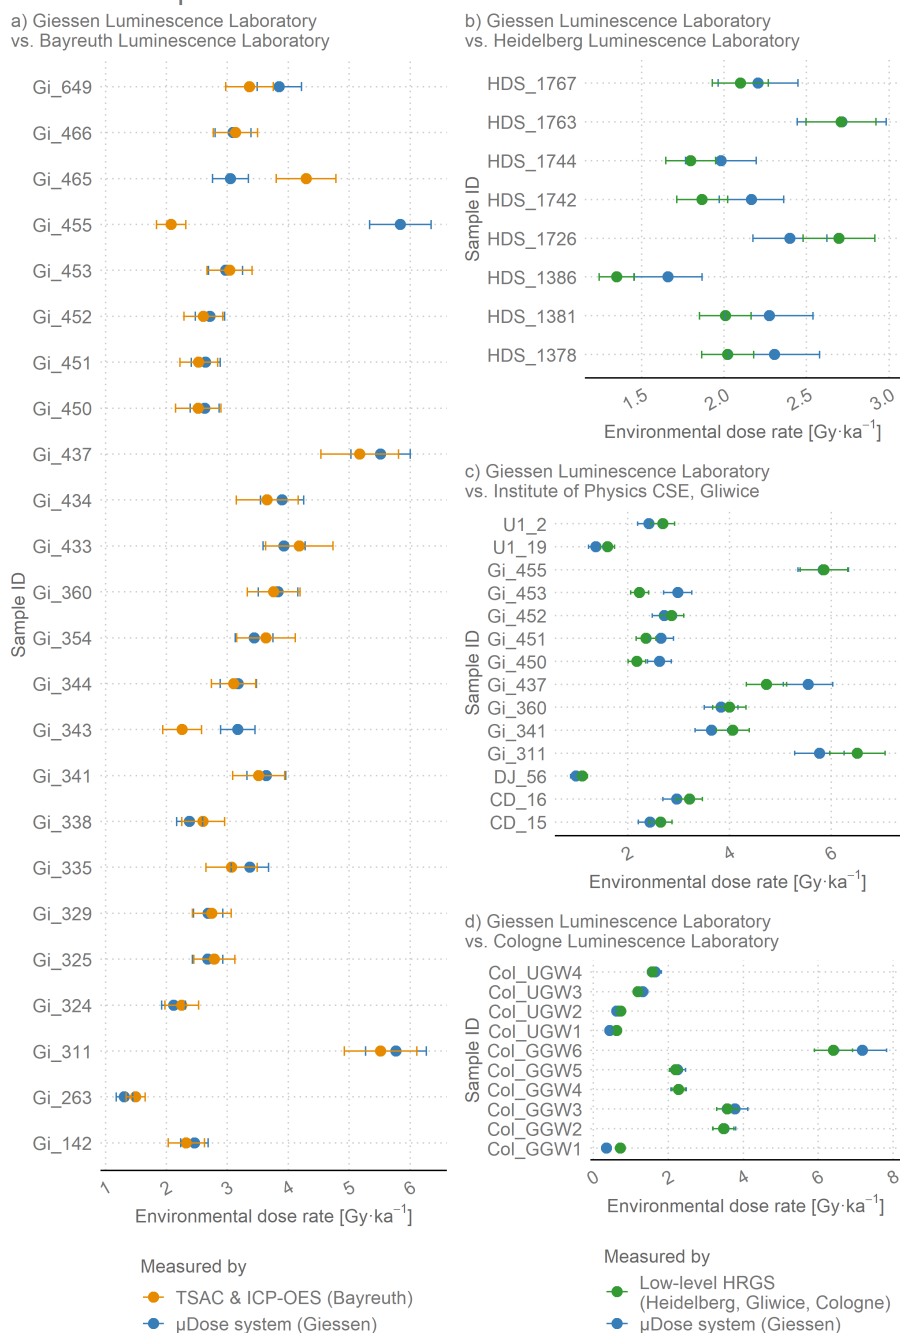 a) Giessen Luminescence Laboratory
vs. Bayreuth Luminescence Laboratory
Gi_649
Gi_466
Gi_465
Gi_455
Gi_453
Gi_452
Gi_451
Gi_450
Gi_437
Gi_434
Gi_433
Gi_360
Gi_354
Gi_344
Gi_343
Gi_341
Gi_338
Gi_335
Gi_329
Gi_325
Gi_324
Gi_311
Gi_263
Gi_142
Sample ID
1 2 3 4 5 6
Environmental dose rate [Gy·ka⁻¹]
Measured by
TSAC & ICP-OES (Bayreuth)
µDose system (Giessen)
b) Giessen Luminescence Laboratory
vs. Heidelberg Luminescence Laboratory
HDS_1767
HDS_1763
HDS_1744
HDS_1742
HDS_1726
HDS_1386
HDS_1381
HDS_1378
Sample ID
1.5 2.0 2.5 3.0
Environmental dose rate [Gy·ka⁻¹]
c) Giessen Luminescence Laboratory
vs. Institute of Physics CSE, Gliwice
U1_2
U1_19
Gi_455
Gi_453
Gi_452
Gi_451
Gi_450
Gi_437
Gi_360
Gi_341
Gi_311
DJ_56
CD_16
CD_15
Sample ID
2 4 6
Environmental dose rate [Gy·ka⁻¹]
d) Giessen Luminescence Laboratory
vs. Cologne Luminescence Laboratory
Col_UGW4
Col_UGW3
Col_UGW2
Col_UGW1
Col_GGW6
Col_GGW5
Col_GGW4
Col_GGW3
Col_GGW2
Col_GGW1
Sample ID
0 2 4 6 8
Environmental dose rate [Gy·ka⁻¹]
Measured by
Low-level HRGS
(Heidelberg, Gliwice, Cologne)
µDose system (Giessen)